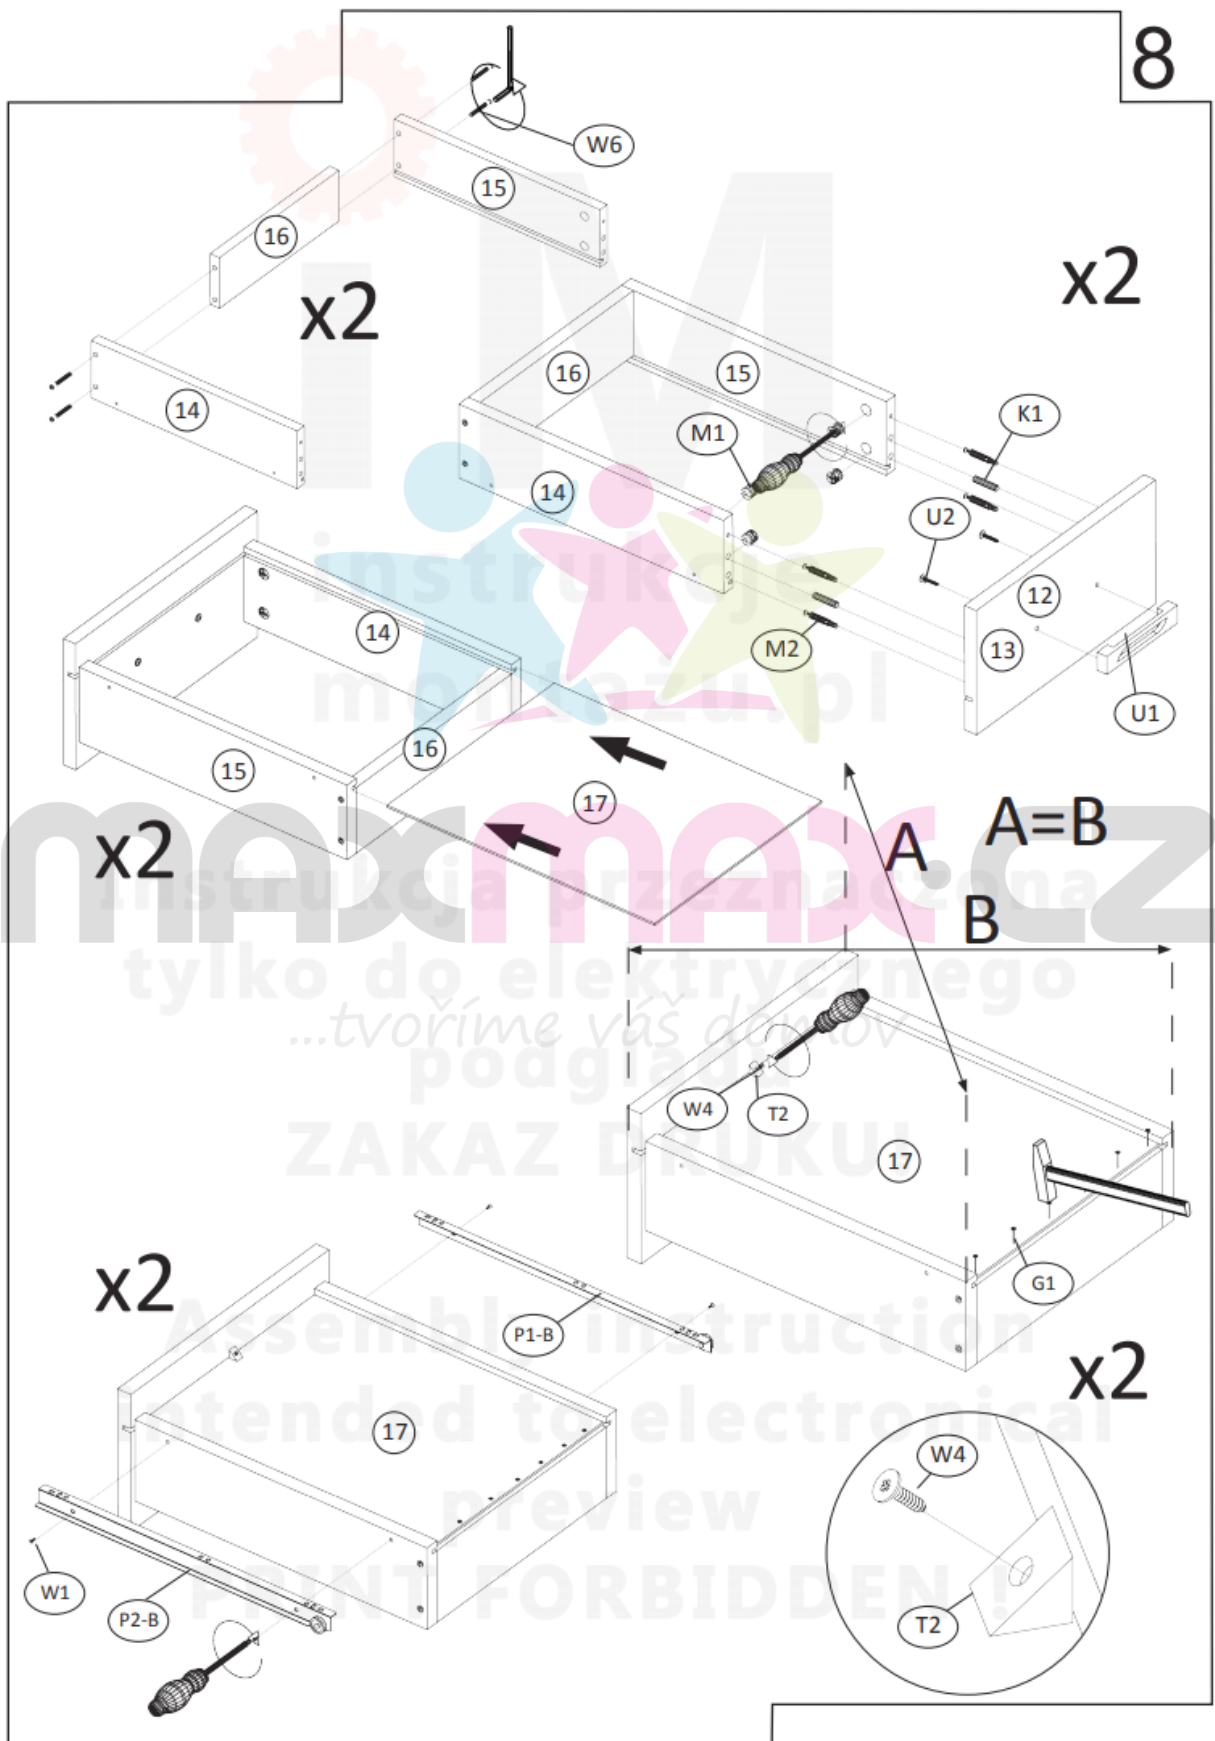 8
W6
15
16
x2
x2
14
16
15
K1
M1
14
U2
12
14
M2
13
U1
16
15
17
x2
A
A=B
B
maxmax.cz
instrukcje
montazu.pl
iM
Instrukcja przeznaczona
tylko do elektrycznego
...tvoříme váš domov
podglądu
ZAKAZ DRUKU!
W4
T2
17
G1
x2
P1-B
x2
17
Assembly instruction
intended to electronical
preview
PRINT FORBIDDEN !
W4
W1
P2-B
T2